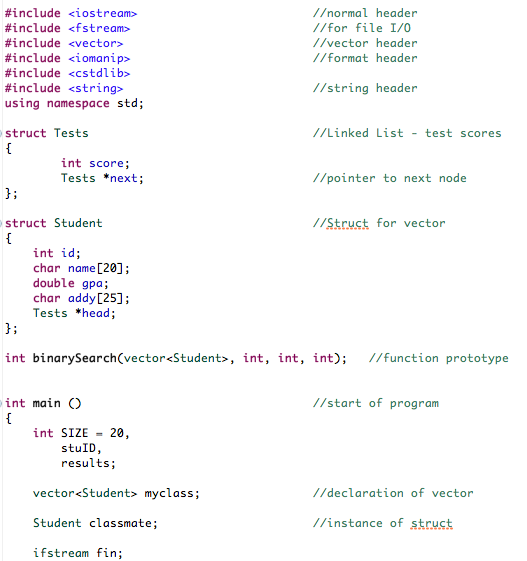 #include <iostream> //normal header
#include <fstream> //for file I/O
#include <vector> //vector header
#include <iomanip> //format header
#include <cstdlib>
#include <string> //string header
using namespace std;
struct Tests //Linked List - test scores
{
int score;
Tests *next; //pointer to next node
};
struct Student //Struct for vector
{
int id;
char name[20];
double gpa;
char addy[25];
Tests *head;
};
int binarySearch(vector<Student>, int, int, int); //function prototype
int main () //start of program
{
int SIZE = 20,
stuID,
results;
vector<Student> myclass; //declaration of vector
Student classmate; //instance of struct
ifstream fin;